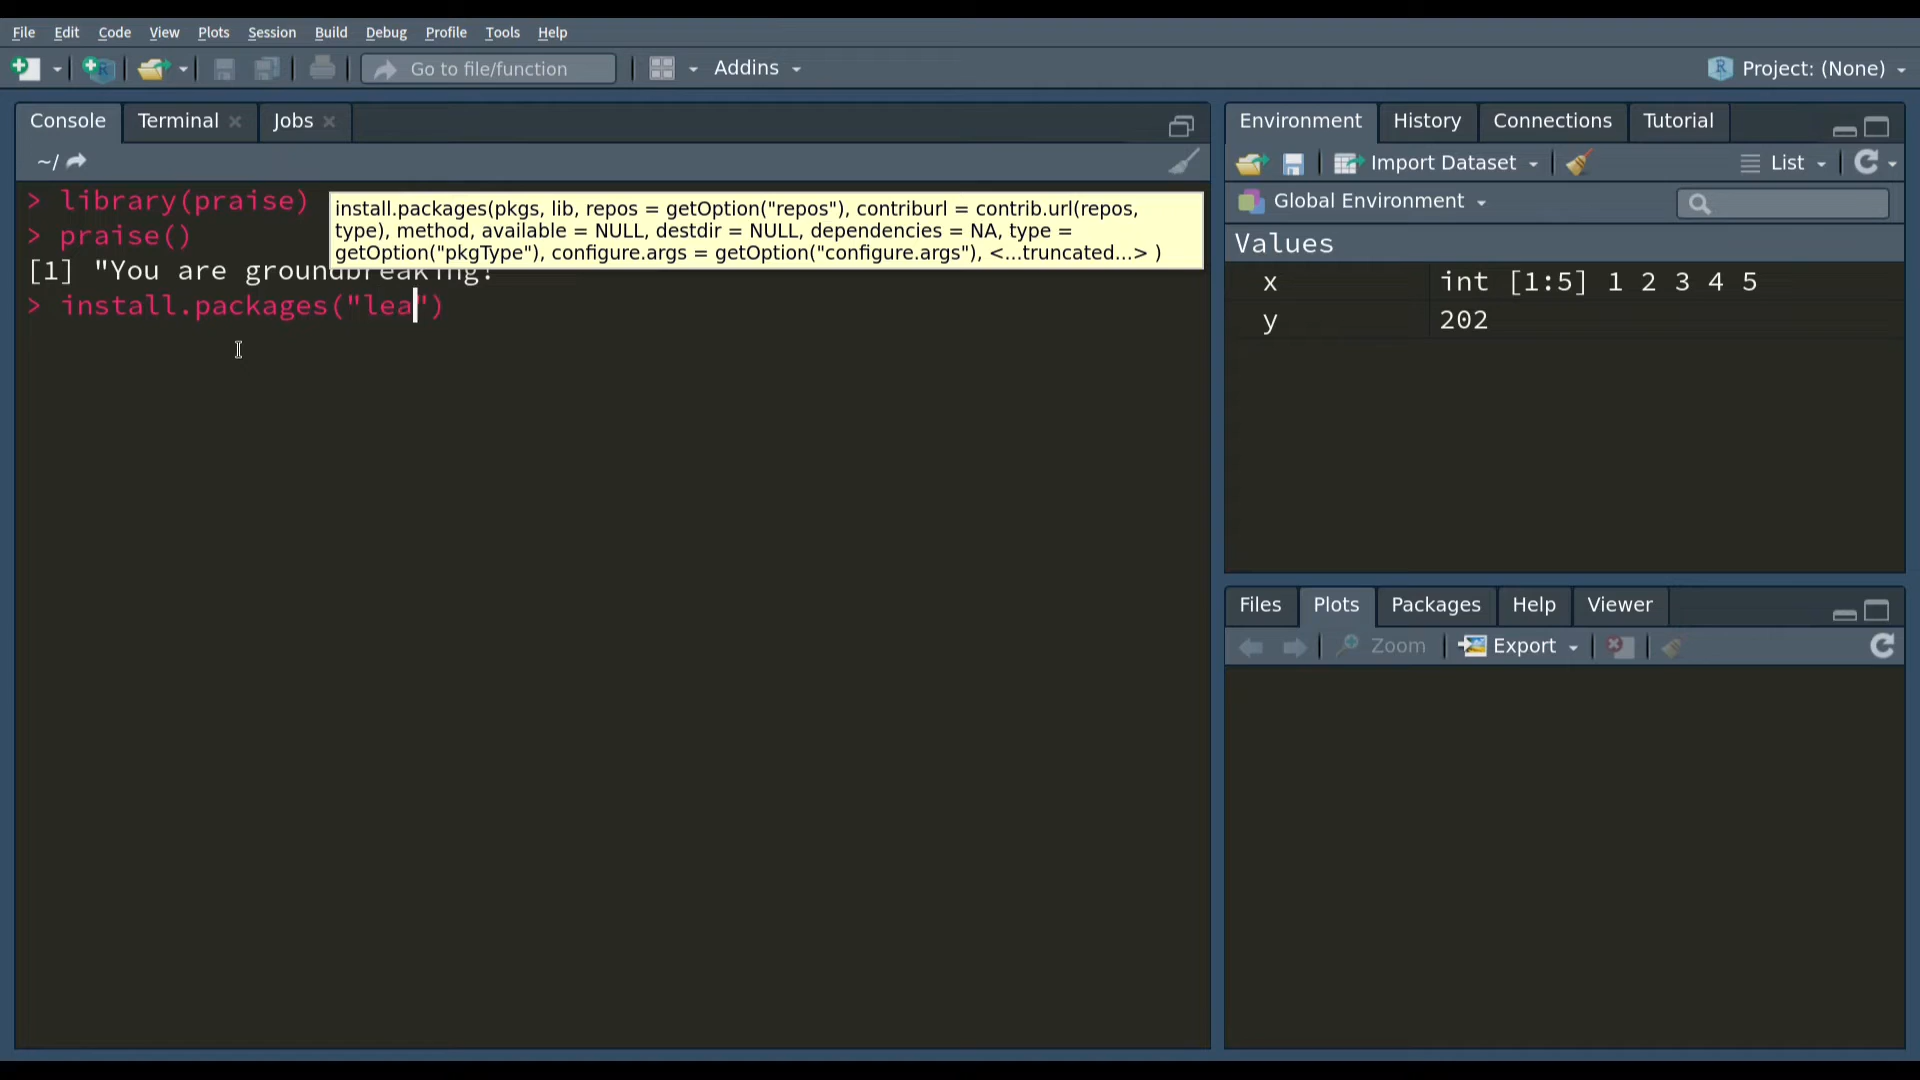 File Edit Code View Plots Session Build Debug Profile Tools Help
Go to file/function Addins Project: (None)
Console Terminal Jobs
~/
> library(praise)
> praise()
[1] "You are groundbreaking!
> install.packages("lea")
install.packages(pkgs, lib, repos = getOption("repos"), contriburl = contrib.url(repos,
type), method, available = NULL, destdir = NULL, dependencies = NA, type =
getOption("pkgType"), configure.args = getOption("configure.args"), <...truncated...> )
Environment History Connections Tutorial
Import Dataset List
Global Environment
Values
x int [1:5] 1 2 3 4 5
y 202
Files Plots Packages Help Viewer
Zoom Export